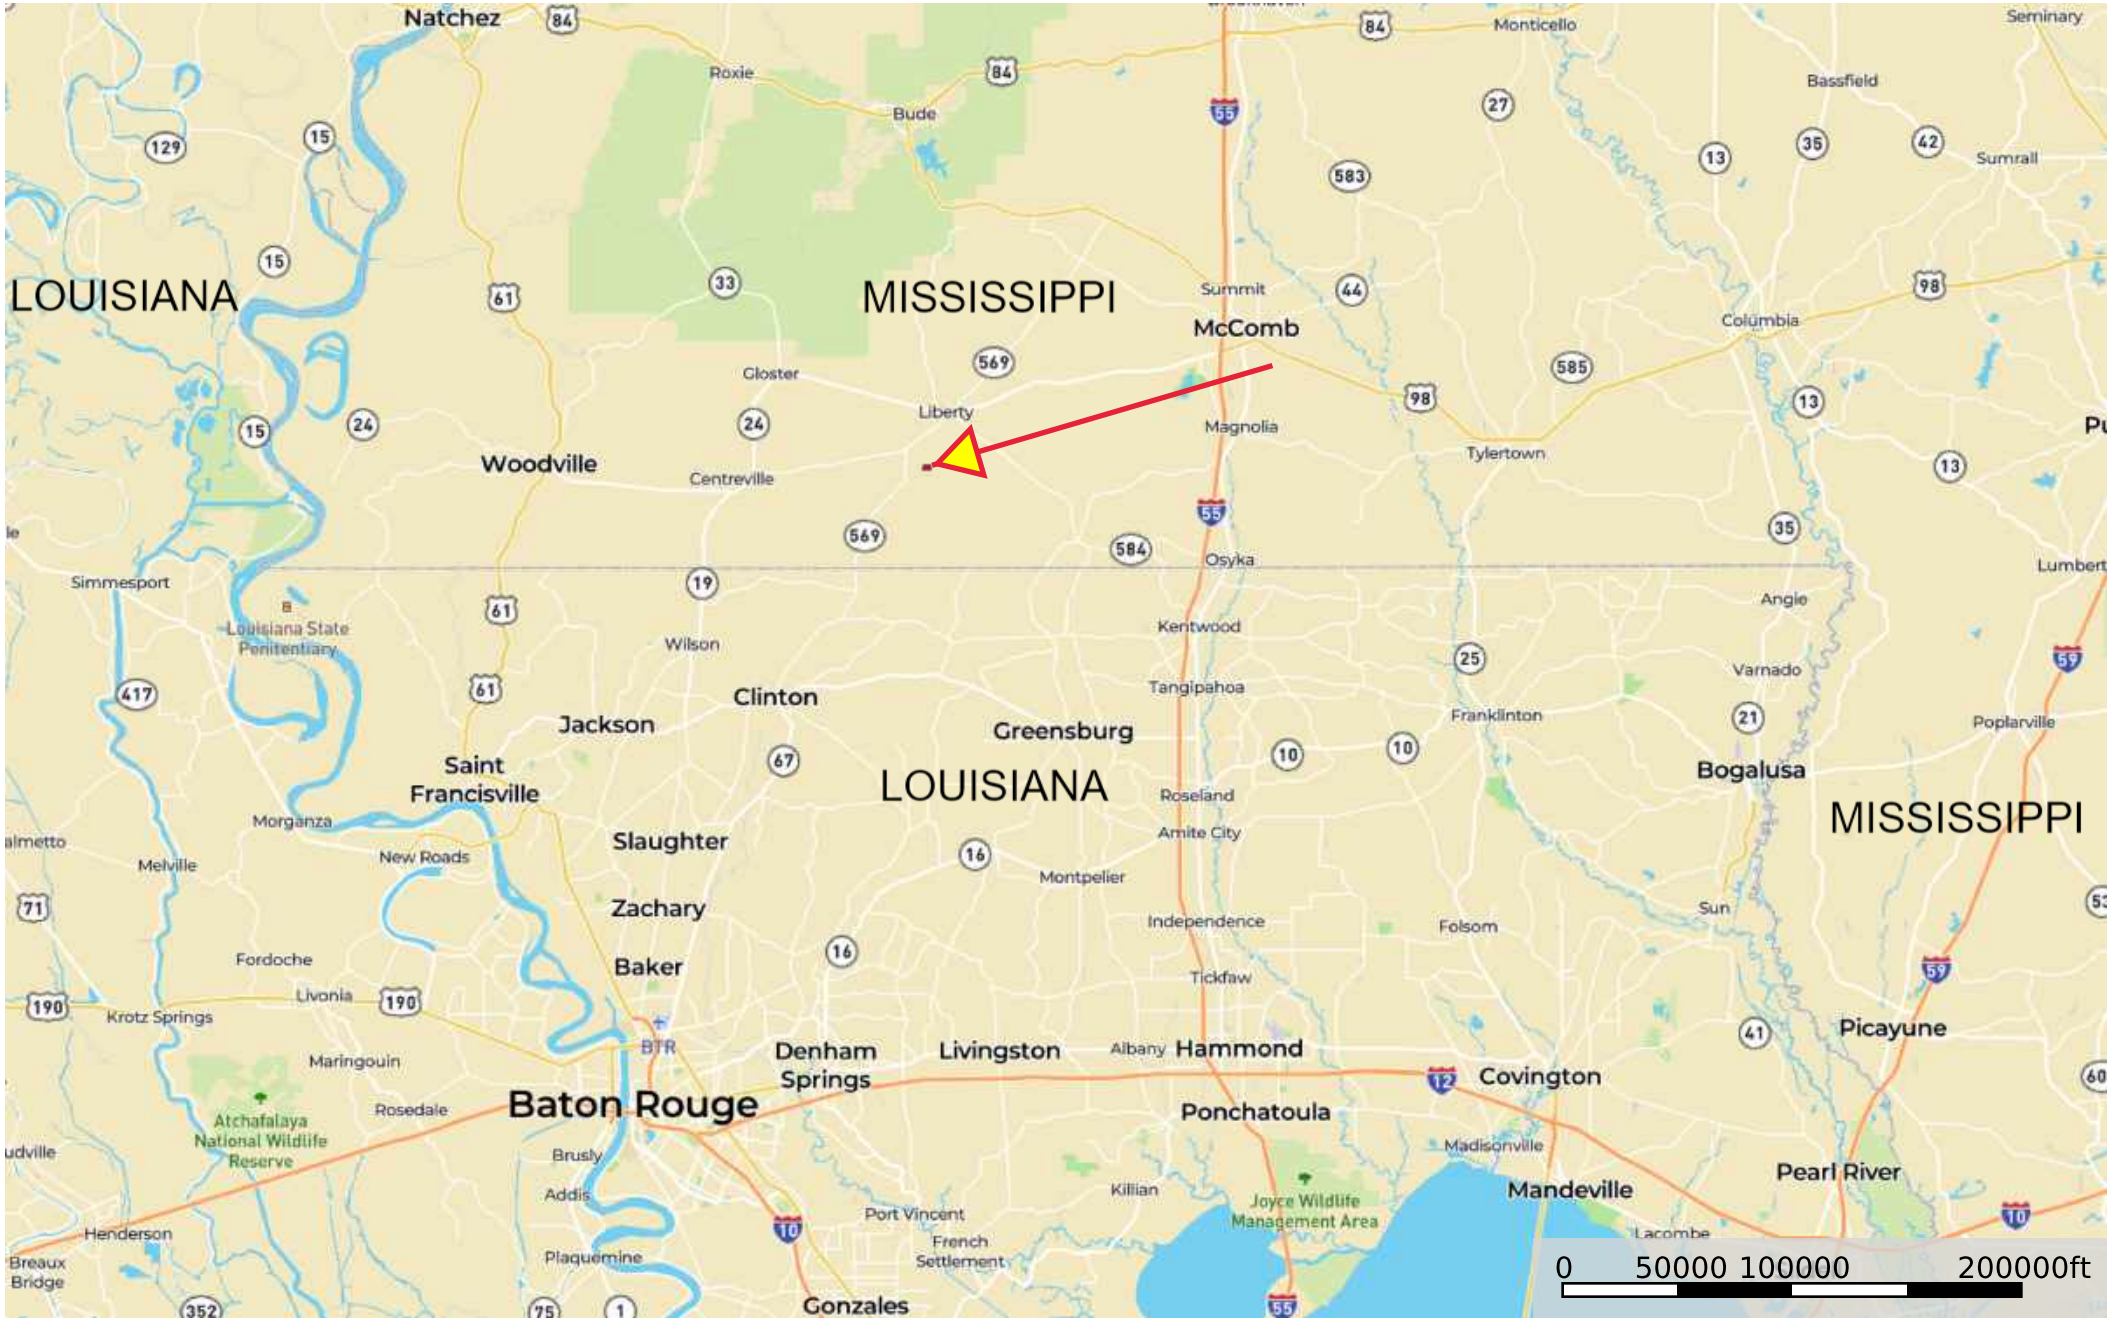 Natchez
84
84
Monticello
Seminary
Roxie
84
Bassfield
Bude
55
27
15
129
13
35
42
Sumrall
583
15
LOUISIANA
61
33
MISSISSIPPI
Summit
44
98
McComb
Columbia
Gloster
569
585
98
13
Liberty
15
24
24
Magnolia
Woodville
Tylertown
Centreville
13
55
35
569
584
Osyka
Simmesport
19
Lumbert
61
Angie
Louisiana State
Penitentiary
Kentwood
Wilson
25
59
Varnado
417
61
Clinton
Tangipahoa
Jackson
Franklinton
21
Poplarville
Greensburg
67
10
10
Saint
Francisville
LOUISIANA
Bogalusa
Roseland
MISSISSIPPI
Morganza
Amite City
Slaughter
almetto
New Roads
16
Melville
Montpelier
71
Zachary
Sun
53
Independence
Folsom
16
Fordoche
Baker
59
Tickfaw
190
Livonia
190
Krotz Springs
BTR
41
Picayune
Maringouin
Denham
Springs
Livingston
Albany
Hammond
12
Covington
60
Rosedale
Baton Rouge
Ponchatoula
Atchafalaya
National Wildlife
Reserve
udville
Brusly
Madisonville
Addis
Killian
Joyce Wildlife
Management Area
Mandeville
Pearl River
Port Vincent
10
10
Henderson
Lacombe
French
Settlement
Breaux
Bridge
Plaquemine
0 50000 100000 200000ft
352
75
1
Gonzales
55